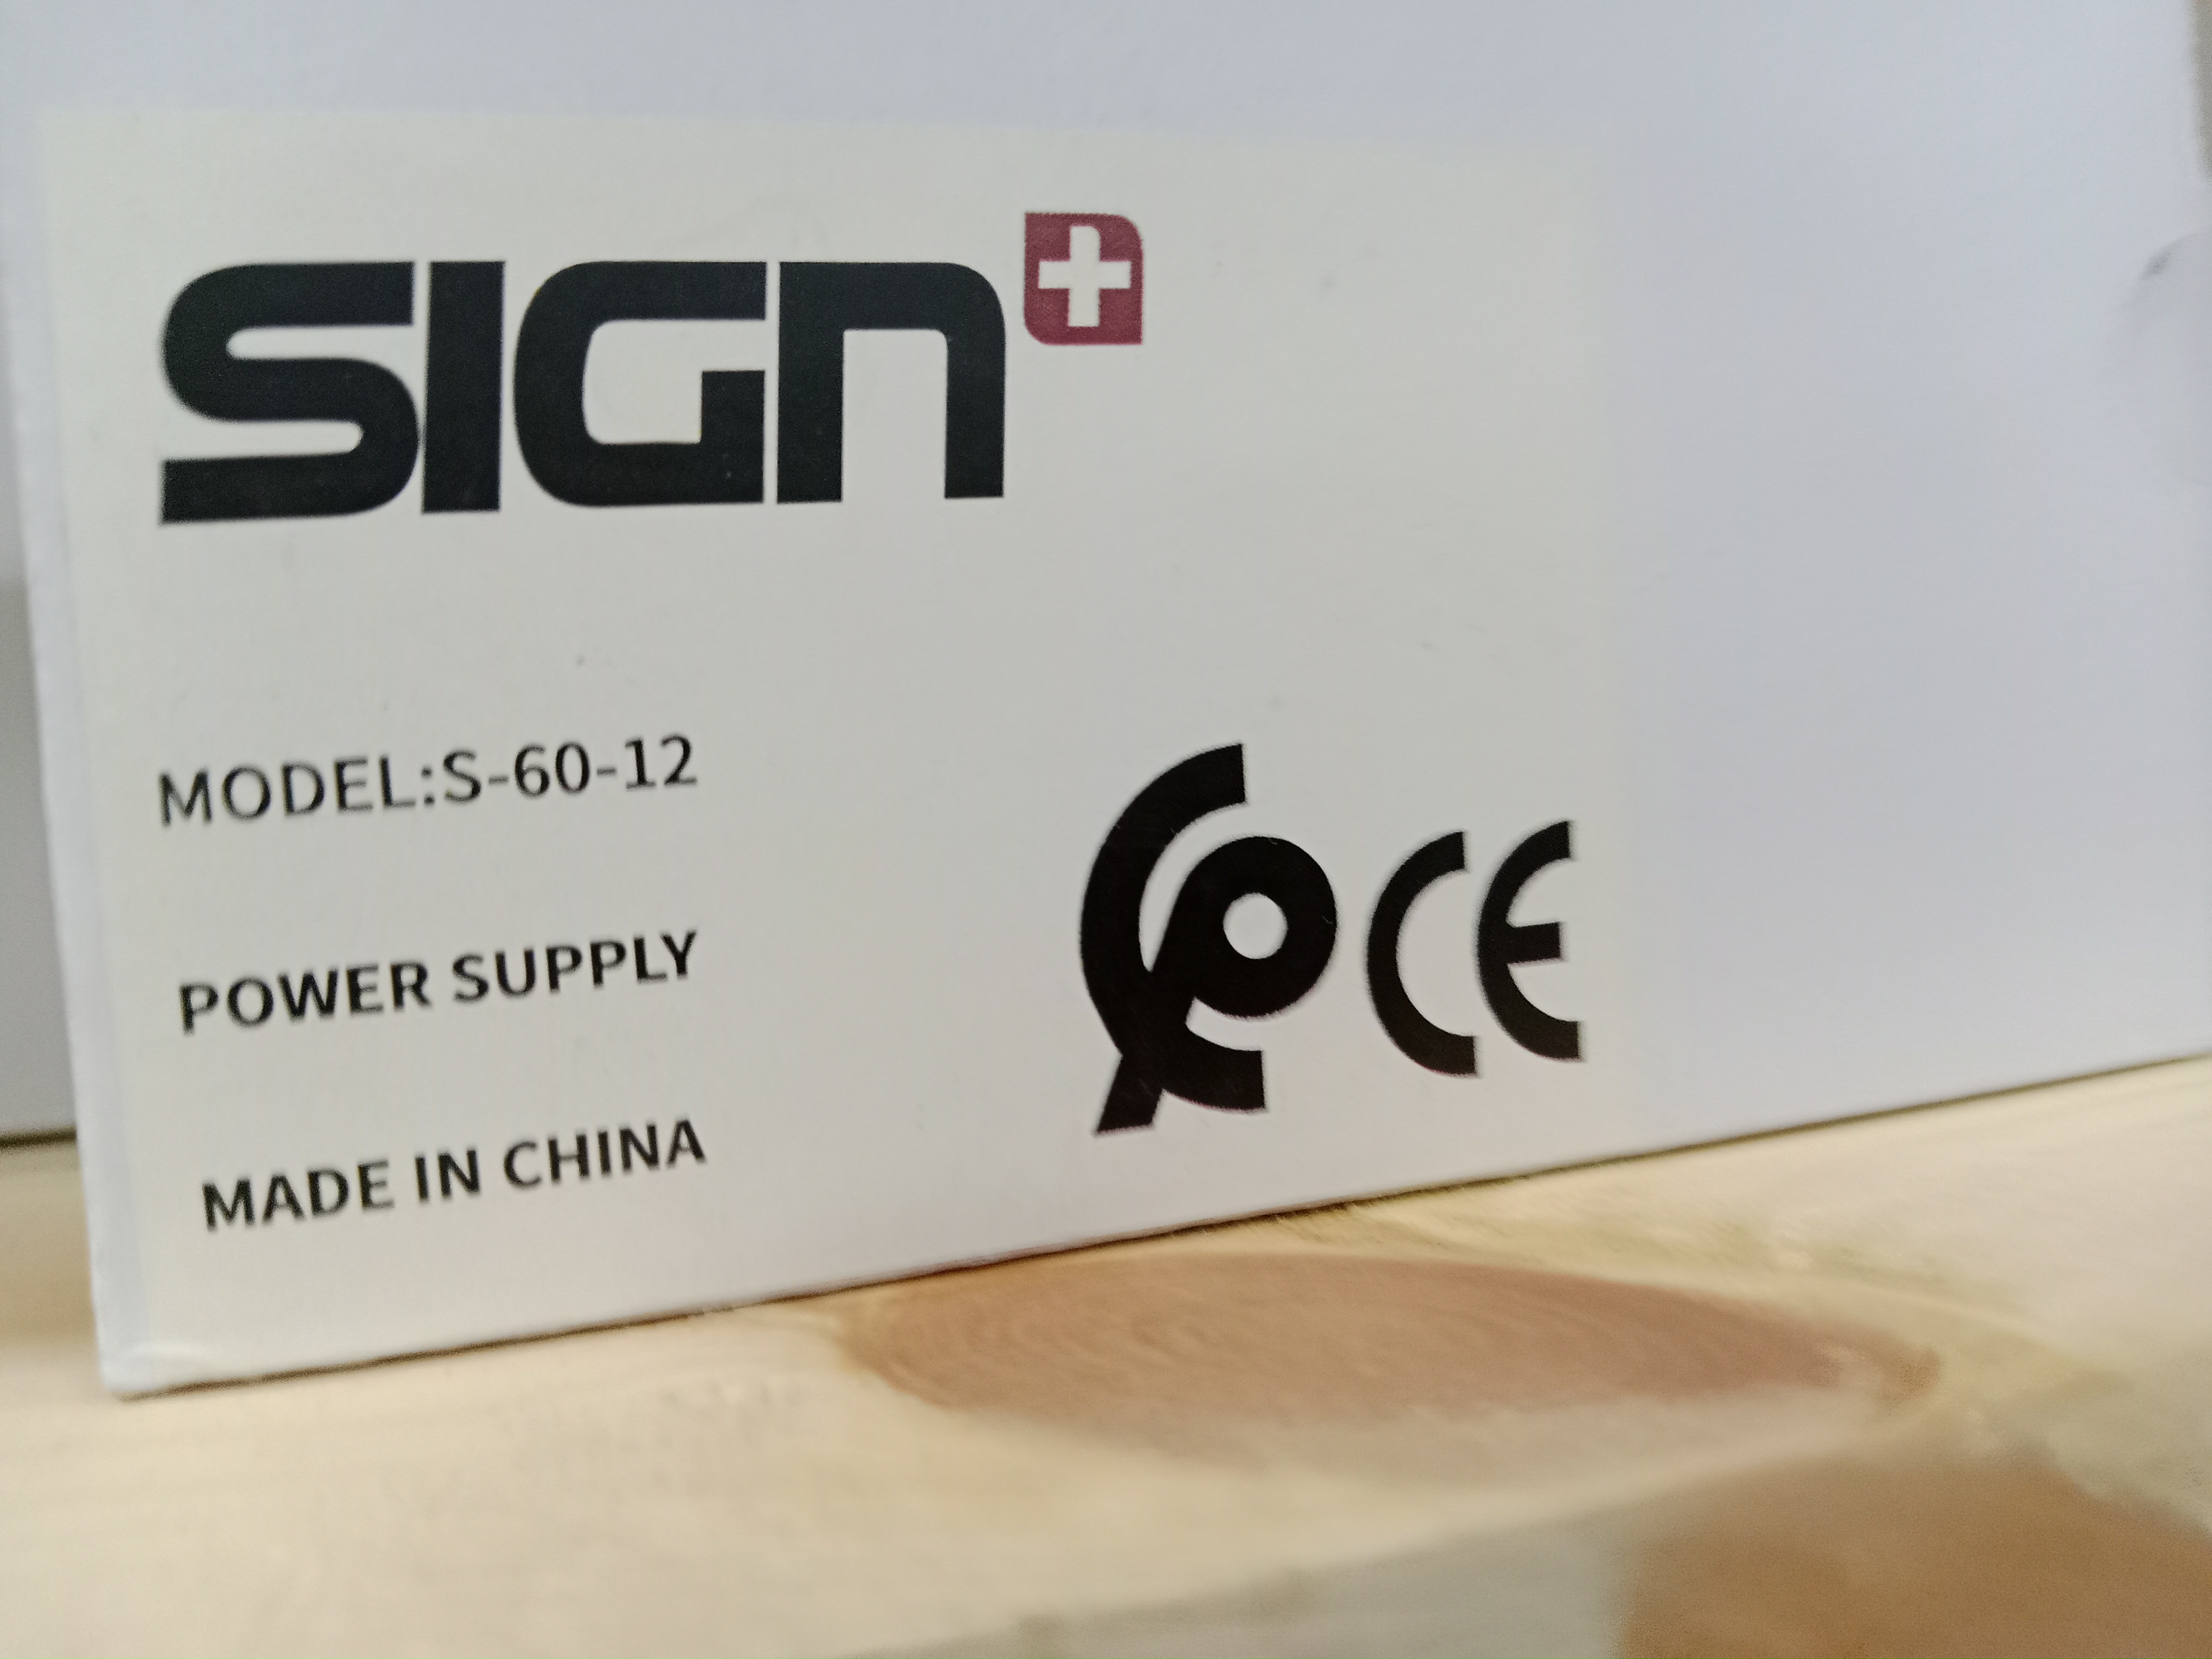 SIGN
MODEL:S-60-12
POWER SUPPLY
CE
MADE IN CHINA